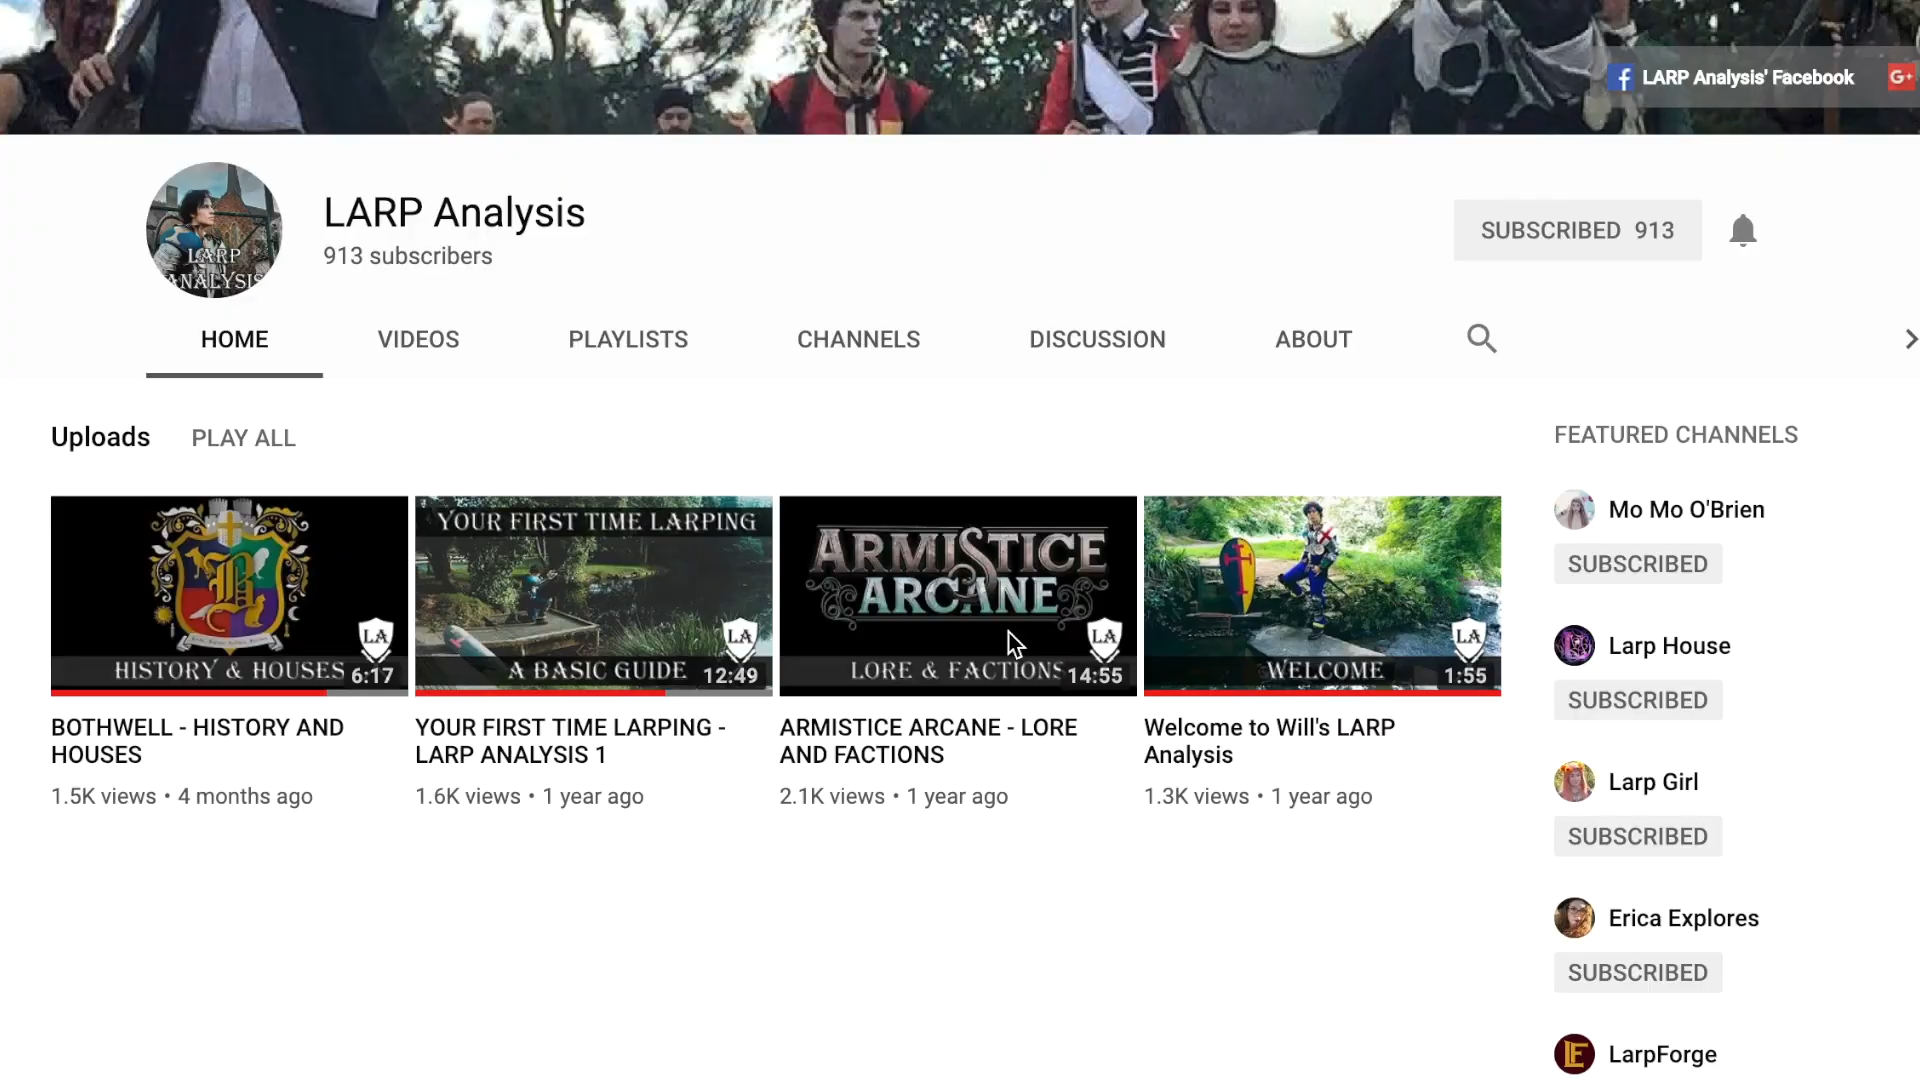 LARP Analysis' Facebook
G+
LARP
ANALYSIS
LARP Analysis
913 subscribers
SUBSCRIBED 913
HOME VIDEOS PLAYLISTS CHANNELS DISCUSSION ABOUT
Uploads PLAY ALL
FEATURED CHANNELS
B
LA
HISTORY & HOUSES 6:17
BOTHWELL - HISTORY AND
HOUSES
1.5K views • 4 months ago
YOUR FIRST TIME LARPING
LA
A BASIC GUIDE 12:49
YOUR FIRST TIME LARPING -
LARP ANALYSIS 1
1.6K views • 1 year ago
ARMISTICE
ARCANE
LA
LORE & FACTIONS 14:55
ARMISTICE ARCANE - LORE
AND FACTIONS
2.1K views • 1 year ago
LA
WELCOME 1:55
Welcome to Will's LARP
Analysis
1.3K views • 1 year ago
Mo Mo O'Brien
SUBSCRIBED
Larp House
SUBSCRIBED
Larp Girl
SUBSCRIBED
Erica Explores
SUBSCRIBED
LF
LarpForge